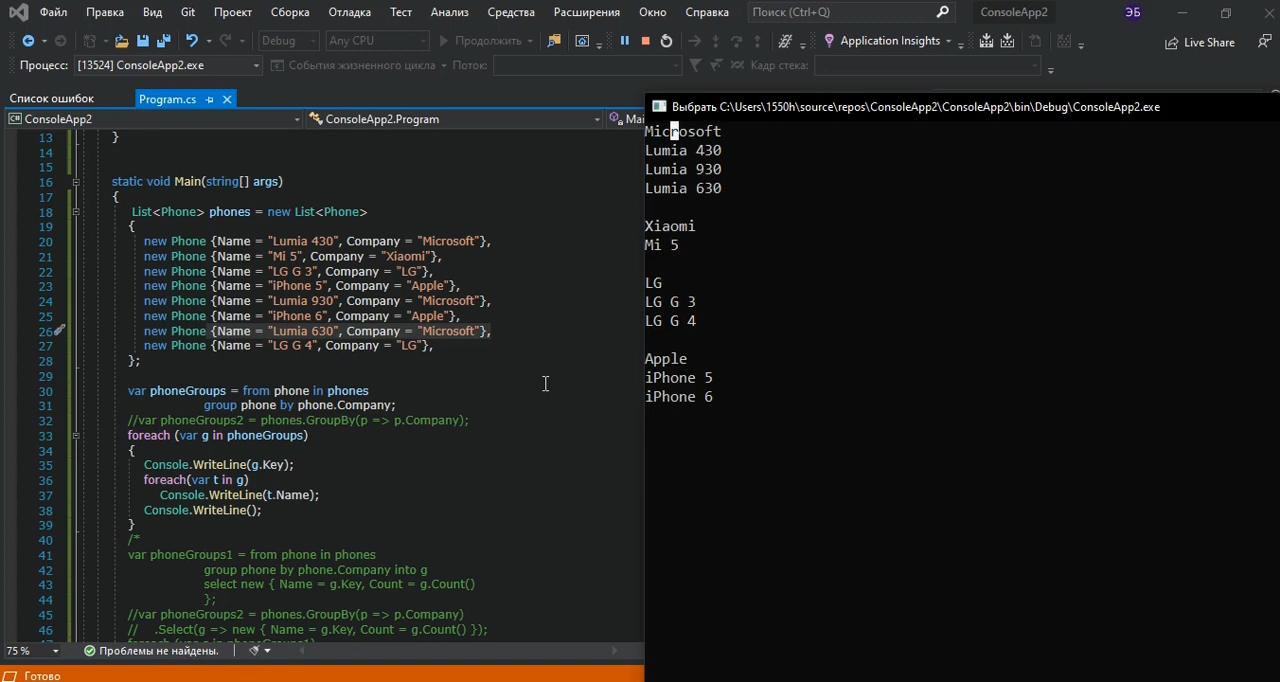 Файл Правка Вид Git Проект Сборка Отладка Тест Анализ Средства Расширения Окно Справка Поиск (Ctrl+Q) ConsoleApp2 ЭБ
Debug Any CPU Продолжить Application Insights Live Share
Процесс: [13524] ConsoleApp2.exe События жизненного цикла Поток: Кадр стека:
Список ошибок Program.cs
ConsoleApp2 ConsoleApp2.Program Mai
13 }
14
15
16 static void Main(string[] args)
17 {
18 List<Phone> phones = new List<Phone>
19 {
20 new Phone {Name = "Lumia 430", Company = "Microsoft"},
21 new Phone {Name = "Mi 5", Company = "Xiaomi"},
22 new Phone {Name = "LG G 3", Company = "LG"},
23 new Phone {Name = "iPhone 5", Company = "Apple"},
24 new Phone {Name = "Lumia 930", Company = "Microsoft"},
25 new Phone {Name = "iPhone 6", Company = "Apple"},
26 new Phone {Name = "Lumia 630", Company = "Microsoft"},
27 new Phone {Name = "LG G 4", Company = "LG"},
28 };
29
30 var phoneGroups = from phone in phones
31 group phone by phone.Company;
32 //var phoneGroups2 = phones.GroupBy(p => p.Company);
33 foreach (var g in phoneGroups)
34 {
35 Console.WriteLine(g.Key);
36 foreach(var t in g)
37 Console.WriteLine(t.Name);
38 Console.WriteLine();
39 }
40 /*
41 var phoneGroups1 = from phone in phones
42 group phone by phone.Company into g
43 select new { Name = g.Key, Count = g.Count()
44 };
45 //var phoneGroups2 = phones.GroupBy(p => p.Company)
46 // .Select(g => new { Name = g.Key, Count = g.Count() });
75 % Проблемы не найдены.
Готово
Выбрать C:\Users\1550h\source\repos\ConsoleApp2\ConsoleApp2\bin\Debug\ConsoleApp2.exe
Microsoft
Lumia 430
Lumia 930
Lumia 630
Xiaomi
Mi 5
LG
LG G 3
LG G 4
Apple
iPhone 5
iPhone 6